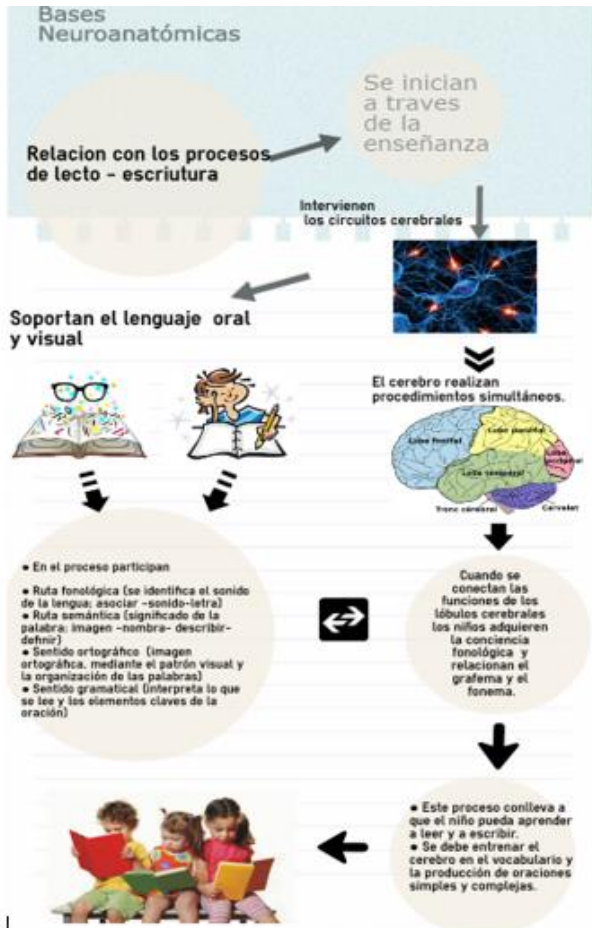 Bases
Neuroanatómicas
Se inician
a traves
de la
enseñanza
Relacion con los procesos
de lecto - escriutura
Intervienen
los circuitos cerebrales
Soportan el lenguaje oral
y visual
El cerebro realizan
procedimientos simultáneos.
Lobe frontal
Lobe pariétal
Lobe occipital
Lobe temporal
Tronc cérébral
Cervelet
• En el proceso participan
• Ruta fonológica (se identifica el sonido
de la lengua; asociar -sonido-letra)
• Ruta semántica (significado de la
palabra; imagen -nombra- describir-
definir)
• Sentido ortográfico (imagen
ortográfica, mediante el patrón visual y
la organización de las palabras)
• Sentido gramatical (interpreta lo que
se lee y los elementos claves de la
oración)
Cuando se
conectan las
funciones de los
lóbulos cerebrales
los niños adquieren
la conciencia
fonológica y
relacionan el
grafema y el
fonema.
• Este proceso conlleva a
que el niño pueda aprender
a leer y a escribir.
• Se debe entrenar el
cerebro en el vocabulario y
la producción de oraciones
simples y complejas.